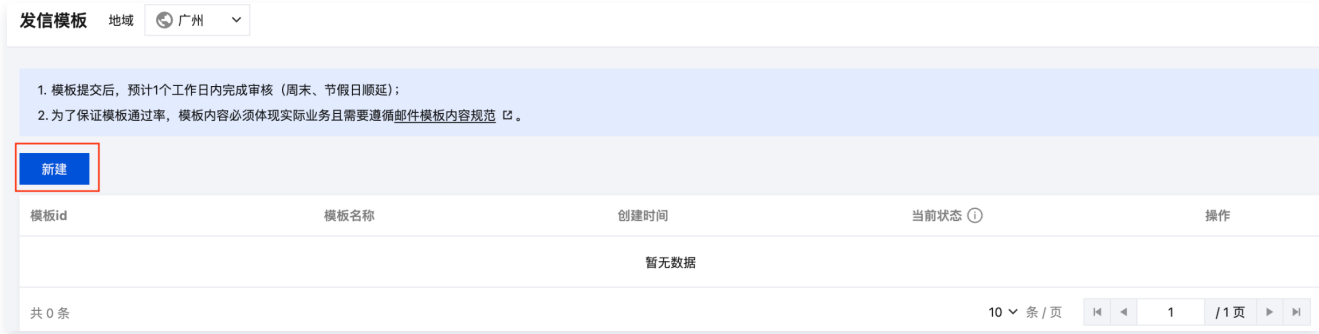 发信模板 地域 广州
1. 模板提交后，预计1个工作日内完成审核（周末、节假日顺延）；
2. 为了保证模板通过率，模板内容必须体现实际业务且需要遵循邮件模板内容规范。
新建
模板id 模板名称 创建时间 当前状态 操作
暂无数据
共 0 条 10 条 / 页 1 / 1 页